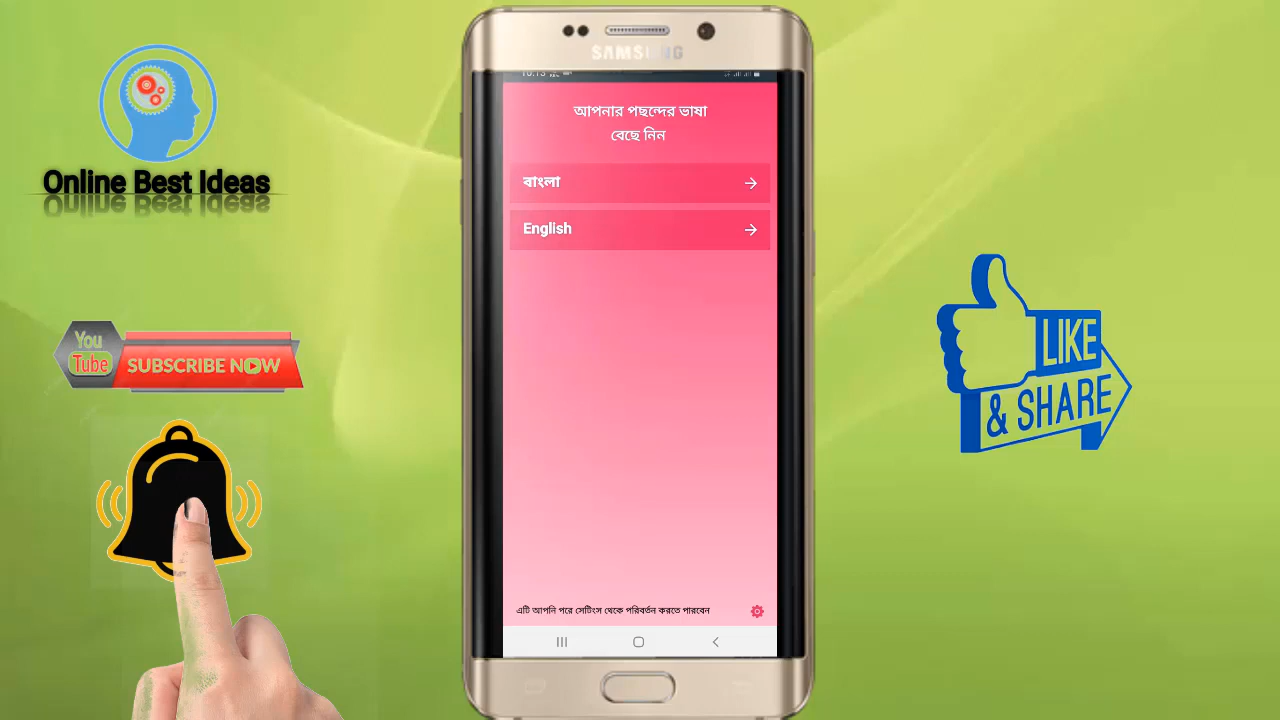 SAMSUNG
আপনার পছন্দের ভাষা
বেছে নিন
বাংলা
English
এটি আপনি পরে সেটিংস থেকে পরিবর্তন করতে পারবেন
Online Best Ideas
You
Tube
SUBSCRIBE NOW
LIKE
& SHARE